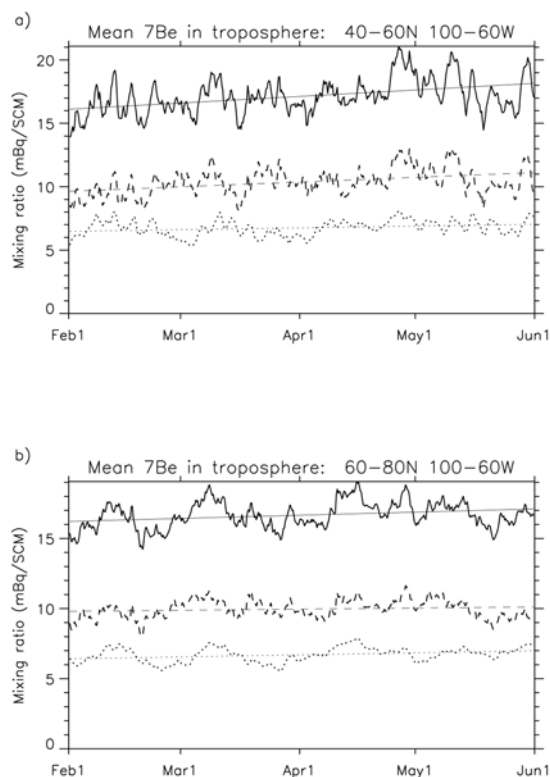 a)
Mean 7Be in troposphere: 40-60N 100-60W
Mixing ratio (mBq/SCM)
20
15
10
5
0
Feb1 Mar1 Apr1 May1 Jun1
b)
Mean 7Be in troposphere: 60-80N 100-60W
Mixing ratio (mBq/SCM)
15
10
5
0
Feb1 Mar1 Apr1 May1 Jun1